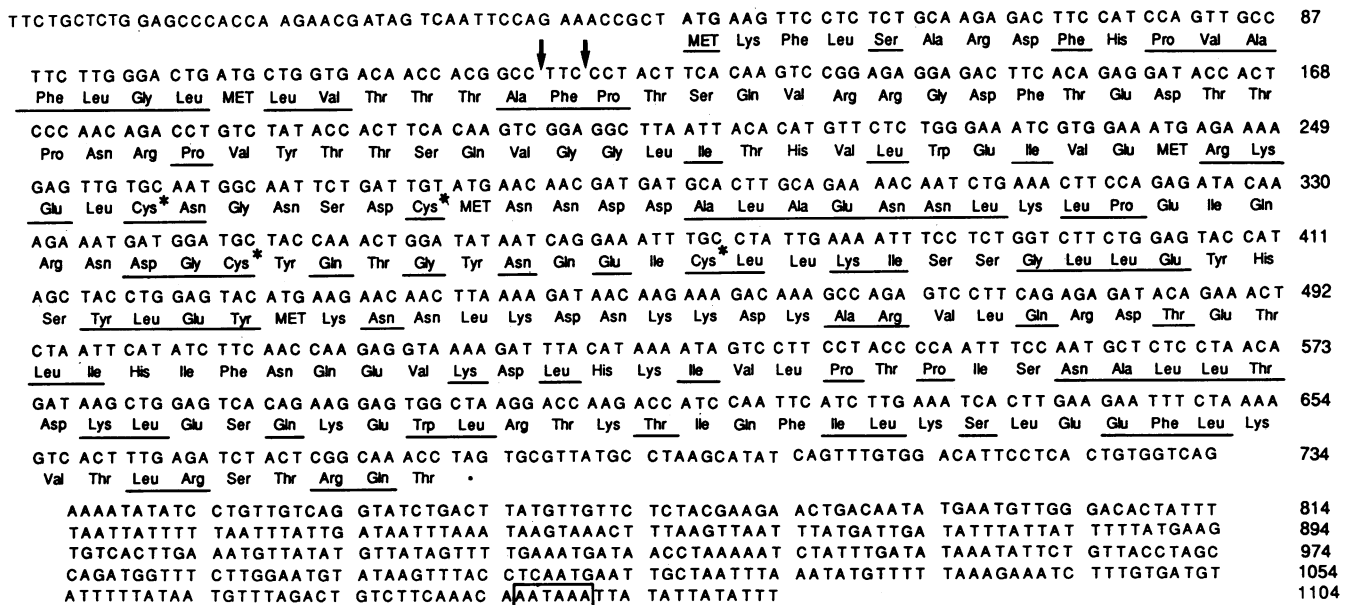 TTCTGCTCTG GAGCCCACCA AGAACGATAG TCAATTCCAG AAACCGCT ATG AAG TTC CTC TCT GCA AGA GAC TTC CAT CCA GTT GCC 87
MET Lys Phe Leu Ser Ala Arg Asp Phe His Pro Val Ala
TTC TTG GGA CTG ATG CTG GTG ACA ACC ACG GCC TTC CCT ACT TCA CAA GTC CGG AGA GGA GAC TTC ACA GAG GAT ACC ACT 168
Phe Leu Gly Leu MET Leu Val Thr Thr Thr Ala Phe Pro Thr Ser Gln Val Arg Arg Gly Asp Phe Thr Glu Asp Thr Thr
CCC AAC AGA CCT GTC TAT ACC ACT TCA CAA GTC GGA GGC TTA ATT ACA CAT GTT CTC TGG GAA ATC GTG GAA ATG AGA AAA 249
Pro Asn Arg Pro Val Tyr Thr Thr Ser Gln Val Gly Gly Leu Ile Thr His Val Leu Trp Glu Ile Val Glu MET Arg Lys
GAG TTG TGC AAT GGC AAT TCT GAT TGT ATG AAC AAC GAT GAT GCA CTT GCA GAA AAC AAT CTG AAA CTT CCA GAG ATA CAA 330
Glu Leu Cys* Asn Gly Asn Ser Asp Cys* MET Asn Asn Asp Asp Ala Leu Ala Glu Asn Asn Leu Lys Leu Pro Glu Ile Gln
AGA AAT GAT GGA TGC TAC CAA ACT GGA TAT AAT CAG GAA ATT TGC CTA TTG AAA ATT TCC TCT GGT CTT CTG GAG TAC CAT 411
Arg Asn Asp Gly Cys* Tyr Gln Thr Gly Tyr Asn Gln Glu Ile Cys* Leu Leu Lys Ile Ser Ser Gly Leu Leu Glu Tyr His
AGC TAC CTG GAG TAC ATG AAG AAC AAC TTA AAA GAT AAC AAG AAA GAC AAA GCC AGA GTC CTT CAG AGA GAT ACA GAA ACT 492
Ser Tyr Leu Glu Tyr MET Lys Asn Asn Leu Lys Asp Asn Lys Lys Asp Lys Ala Arg Val Leu Gln Arg Asp Thr Glu Thr
CTA ATT CAT ATC TTC AAC CAA GAG GTA AAA GAT TTA CAT AAA ATA GTC CTT CCT ACC CCA ATT TCC AAT GCT CTC CTA ACA 573
Leu Ile His Ile Phe Asn Gln Glu Val Lys Asp Leu His Lys Ile Val Leu Pro Thr Pro Ile Ser Asn Ala Leu Leu Thr
GAT AAG CTG GAG TCA CAG AAG GAG TGG CTA AGG ACC AAG ACC ATC CAA TTC ATC TTG AAA TCA CTT GAA GAA TTT CTA AAA 654
Asp Lys Leu Glu Ser Gln Lys Glu Trp Leu Arg Thr Lys Thr Ile Gln Phe Ile Leu Lys Ser Leu Glu Glu Phe Leu Lys
GTC ACT TTG AGA TCT ACT CGG CAA ACC TAG TGCGTTATGC CTAAGCATAT CAGTTTGTGG ACATTCCTCA CTGTGGTCAG 734
Val Thr Leu Arg Ser Thr Arg Gln Thr .
AAAATATATC CTGTTGTCAG GTATCTGACT TATGTTGTTC TCTACGAAGA ACTGACAATA TGAATGTTGG GACACTATTT 814
TAATTATTTT TAATTTATTG ATAATTTAAA TAAGTAAACT TTAAGTTAAT TTATGATTGA TATTTATTAT TTTTATGAAG 894
TGTCACTTGA AATGTTATAT GTTATAGTTT TGAAATGATA ACCTAAAAAT CTATTTGATA TAAATATTCT GTTACCTAGC 974
CAGATGGTTT CTTGGAATGT ATAAGTTTACC TCAATGAATT GCTAATTTAA ATATGTTTTT AAAGAAATC TTTGTGATGT 1054
ATTTTTATAA TGTTTAGACT GTCTTCAAAC AAATAAATTA TATTATATTT 1104